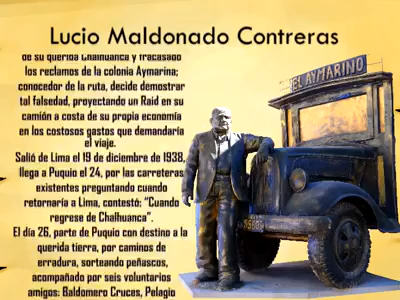 Lucio Maldonado Contreras
de su querida Chalhuanca y fracasado
los reclamos de la colonia Aymarina;
conocedor de la ruta, decide demostrar
tal falsedad, proyectando un Raid en su
camión a costa de su propia economía
en los costosos gastos que demandaría
el viaje.
Salió de Lima el 19 de diciembre de 1938,
llega a Puquio el 24, por las carreteras
existentes preguntando cuando
retornaría a Lima, contestó: “Cuando
regrese de Chalhuanca”.
El día 26, parte de Puquio con destino a la
querida tierra, por caminos de
erradura, sorteando peñascos,
acompañado por seis voluntarios
amigos: Baldomero Cruces, Pelagio
EL AYMARINO